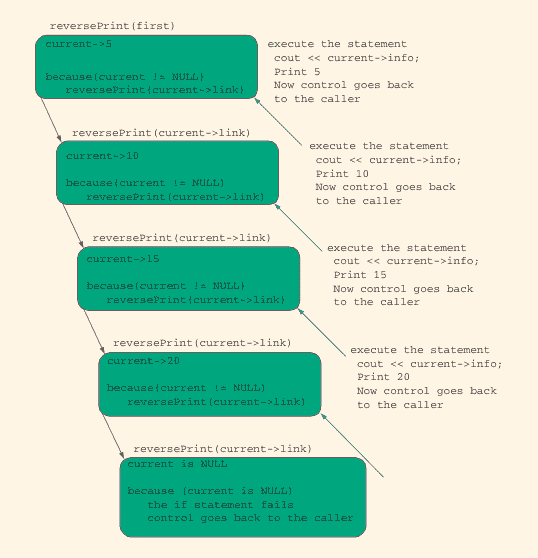 reversePrint(first)
current->5
because(current != NULL)
reversePrint(current->link)
execute the statement
cout << current->info;
Print 5
Now control goes back
to the caller
reversePrint(current->link)
current->10
because(current != NULL)
reversePrint(current->link)
execute the statement
cout << current->info;
Print 10
Now control goes back
to the caller
reversePrint(current->link)
current->15
because(current != NULL)
reversePrint(current->link)
execute the statement
cout << current->info;
Print 15
Now control goes back
to the caller
reversePrint(current->link)
current->20
because(current != NULL)
reversePrint(current->link)
execute the statement
cout << current->info;
Print 20
Now control goes back
to the caller
reversePrint(current->link)
current is NULL
because (current is NULL)
the if statement fails
control goes back to the caller